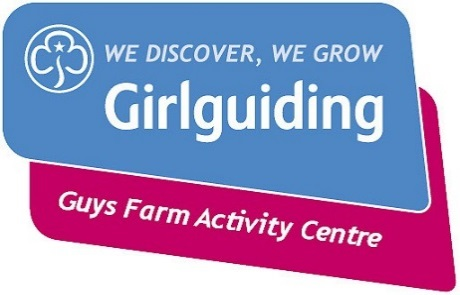 WE DISCOVER, WE GROW
Girlguiding
Guys Farm Activity Centre